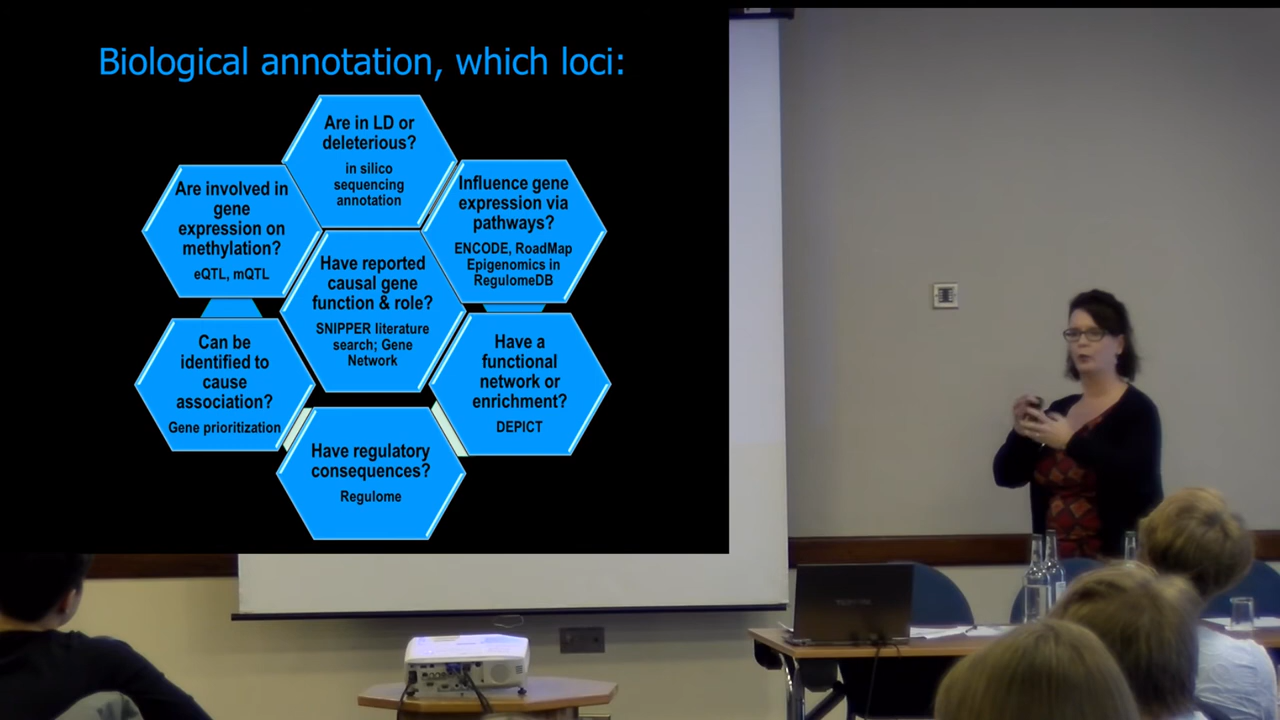 Biological annotation, which loci:
Are in LD or
deleterious?
in silico
sequencing
annotation
Are involved in
gene
expression on
methylation?
eQTL, mQTL
Influence gene
expression via
pathways?
ENCODE, RoadMap
Epigenomics in
RegulomeDB
Have reported
causal gene
function & role?
SNIPPER literature
search; Gene
Network
Can be
identified to
cause
association?
Gene prioritization
Have a
functional
network or
enrichment?
DEPICT
Have regulatory
consequences?
Regulome